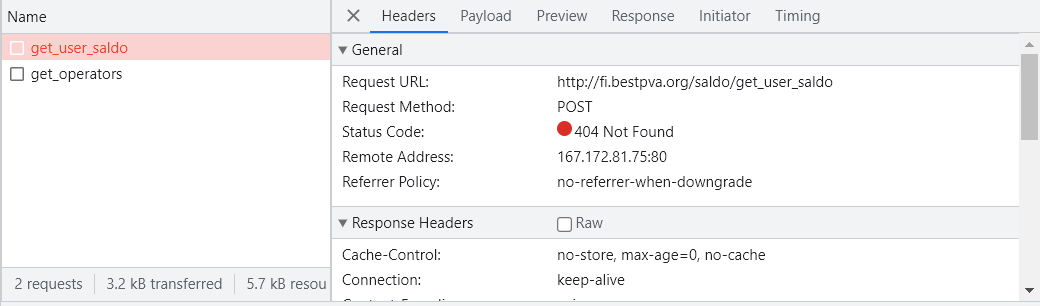 Name
get_user_saldo
get_operators
2 requests 3.2 kB transferred 5.7 kB resou
Headers Payload Preview Response Initiator Timing
General
Request URL: http://fi.bestpva.org/saldo/get_user_saldo
Request Method: POST
Status Code: 404 Not Found
Remote Address: 167.172.81.75:80
Referrer Policy: no-referrer-when-downgrade
Response Headers Raw
Cache-Control: no-store, max-age=0, no-cache
Connection: keep-alive